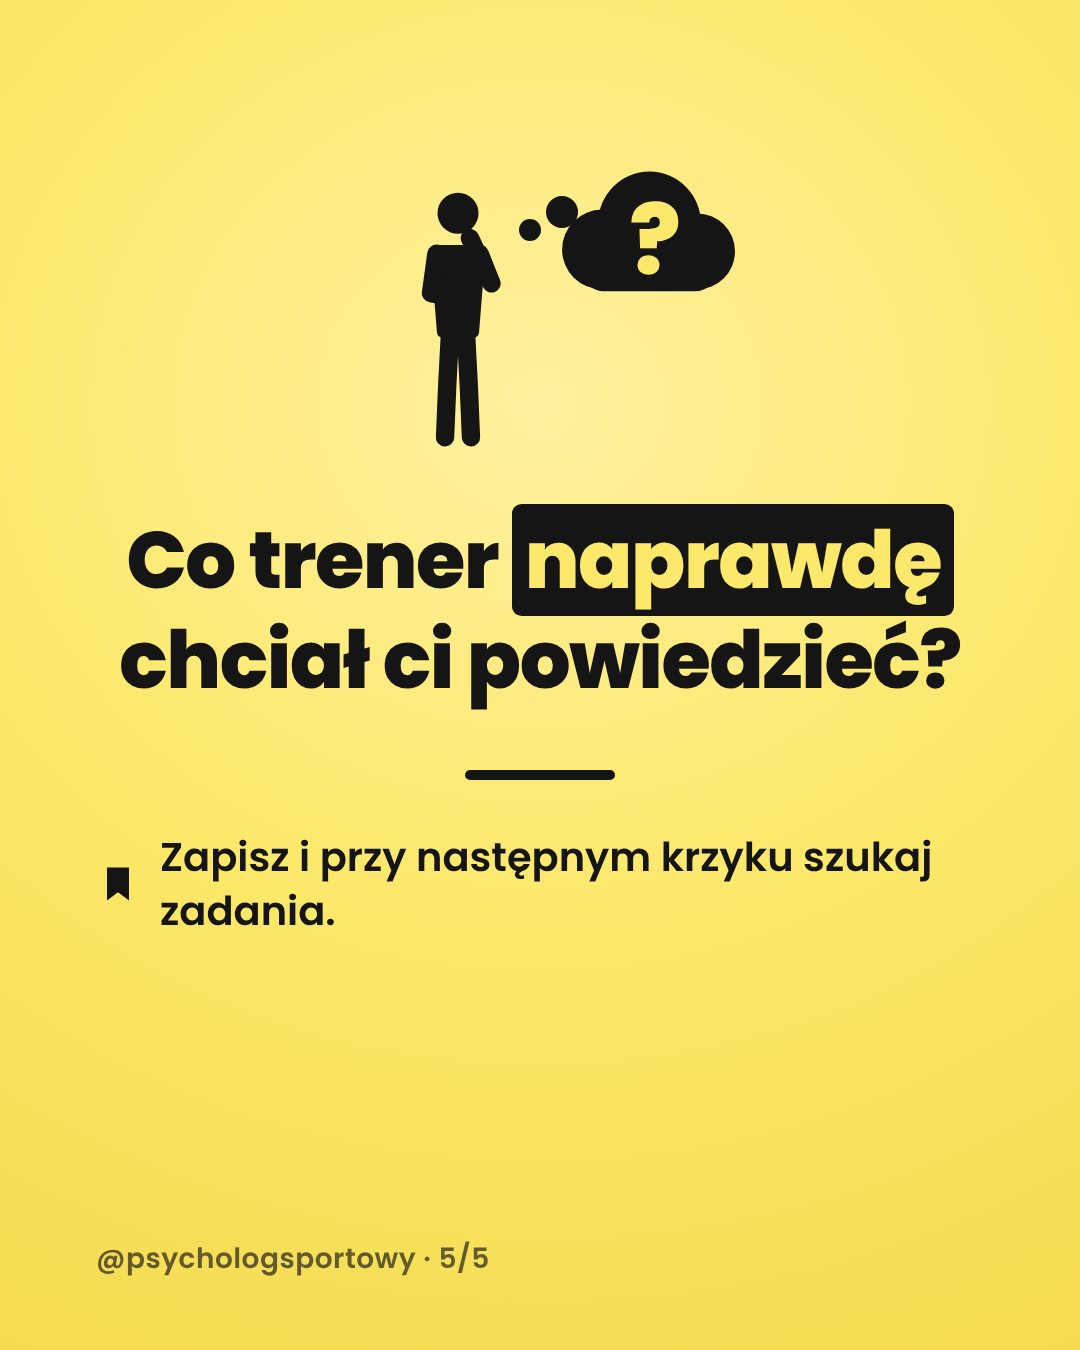 ?
Co trener naprawdę
chciał ci powiedzieć?
Zapisz i przy następnym krzyku szukaj
zadania.
@psychologsportowy · 5/5